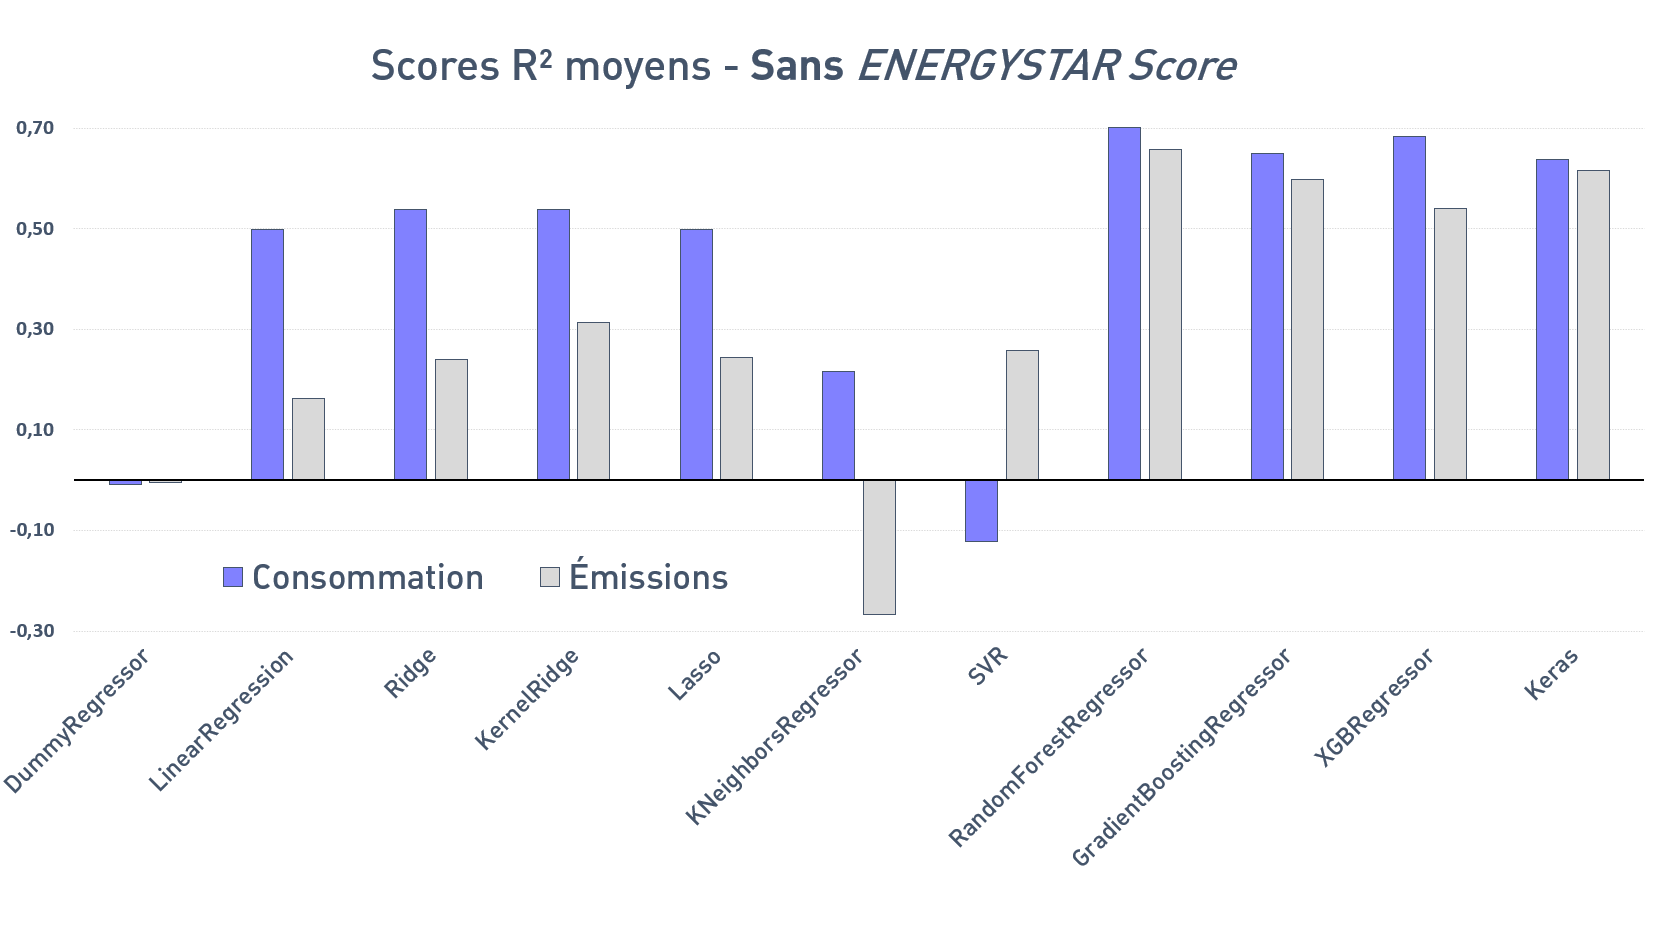 Scores R² moyens - Sans ENERGYSTAR Score
0,70
0,50
0,30
0,10
-0,10
-0,30
Consommation
Émissions
DummyRegressor
LinearRegression
Ridge
KernelRidge
Lasso
KNeighborsRegressor
SVR
RandomForestRegressor
GradientBoostingRegressor
XGBRegressor
Keras